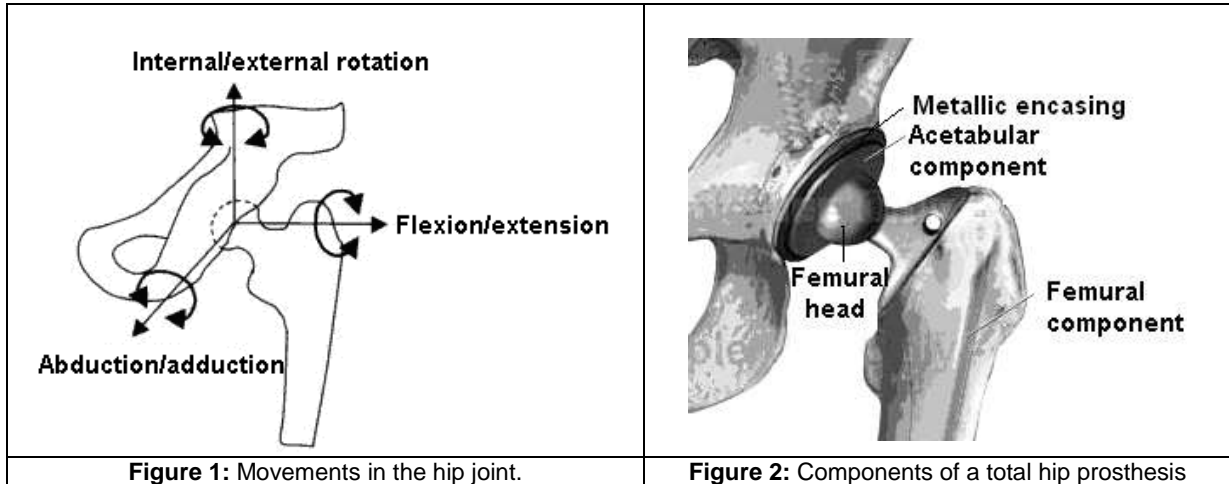 Internal/external rotation
Flexion/extension
Abduction/adduction
Figure 1: Movements in the hip joint.
Metallic encasing
Acetabular
component
Femural
head
Femural
component
Figure 2: Components of a total hip prosthesis